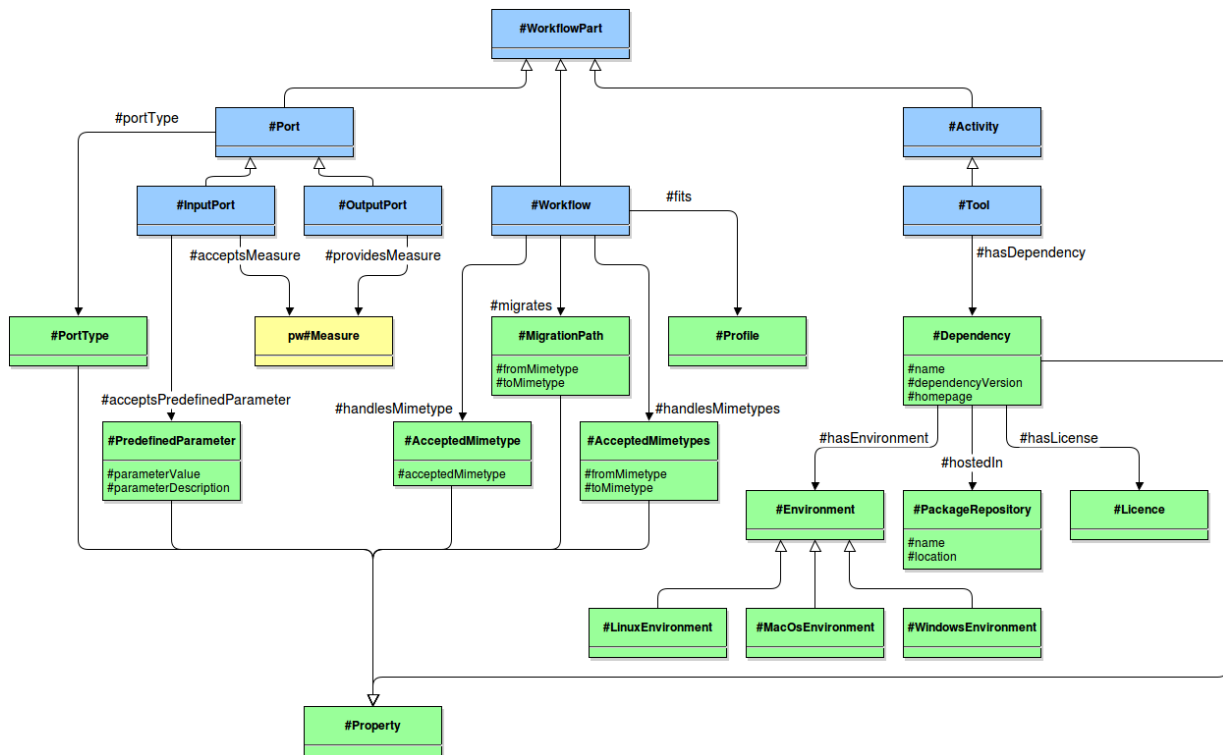 #WorkflowPart
#portType
#Port
#Activity
#InputPort
#OutputPort
#Workflow
#fits
#Tool
#acceptsMeasure
#providesMeasure
#hasDependency
#migrates
#PortType
pw#Measure
#MigrationPath
#fromMimetype
#toMimetype
#Profile
#Dependency
#name
#dependencyVersion
#homepage
#acceptsPredefinedParameter
#handlesMimetype
#handlesMimetypes
#PredefinedParameter
#parameterValue
#parameterDescription
#AcceptedMimetype
#acceptedMimetype
#AcceptedMimetypes
#fromMimetype
#toMimetype
#hasEnvironment
#hostedIn
#hasLicense
#Environment
#PackageRepository
#name
#location
#Licence
#LinuxEnvironment
#MacOsEnvironment
#WindowsEnvironment
#Property